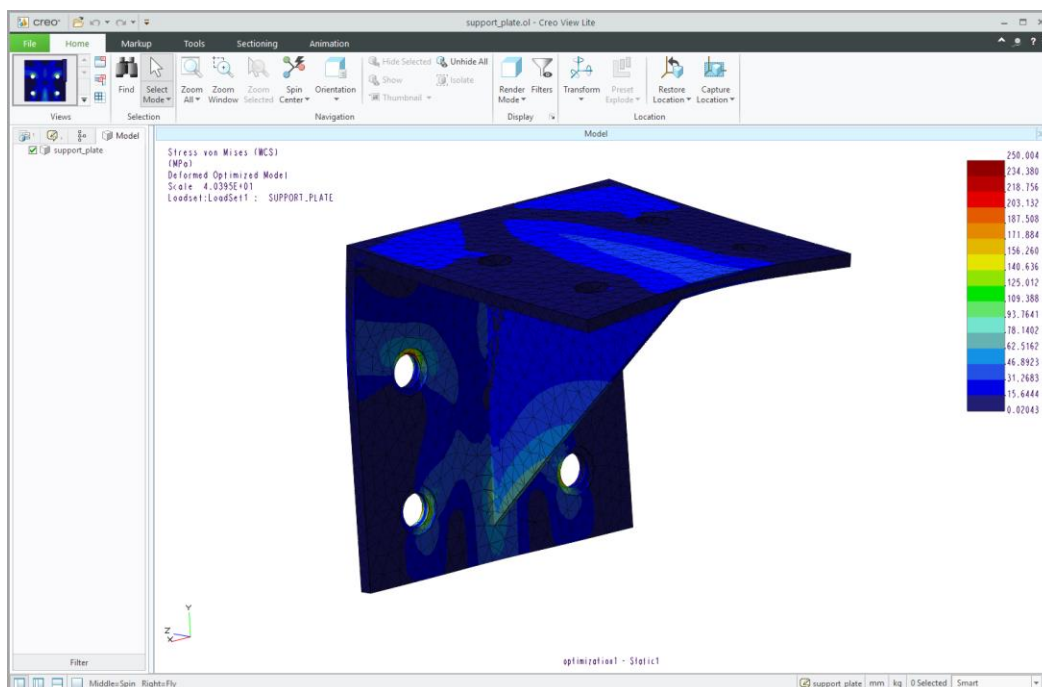 creo
support_plate.ol - Creo View Lite
File Home Markup Tools Sectioning Animation
Find
Select Mode
Zoom All
Zoom Window
Zoom Selected
Spin Center
Orientation
Hide Selected Unhide All
Show Isolate
Thumbnail
Render Mode
Filters
Transform
Preset Explode
Restore Location
Capture Location
Views Selection Navigation Display Location
Model
support_plate
Model
Stress von Mises (WCS)
(MPa)
Deformed Optimized Model
Scale 4.0395E+01
Loadset:LoadSet1 : SUPPORT_PLATE
250.004
234.380
218.756
203.132
187.508
171.884
156.260
140.636
125.012
109.388
93.7641
78.1402
62.5162
46.8923
31.2683
15.6444
0.02043
Y
Z
X
optimization1 - Static1
Filter
Middle=Spin Right=Fly
support_plate mm kg 0 Selected Smart